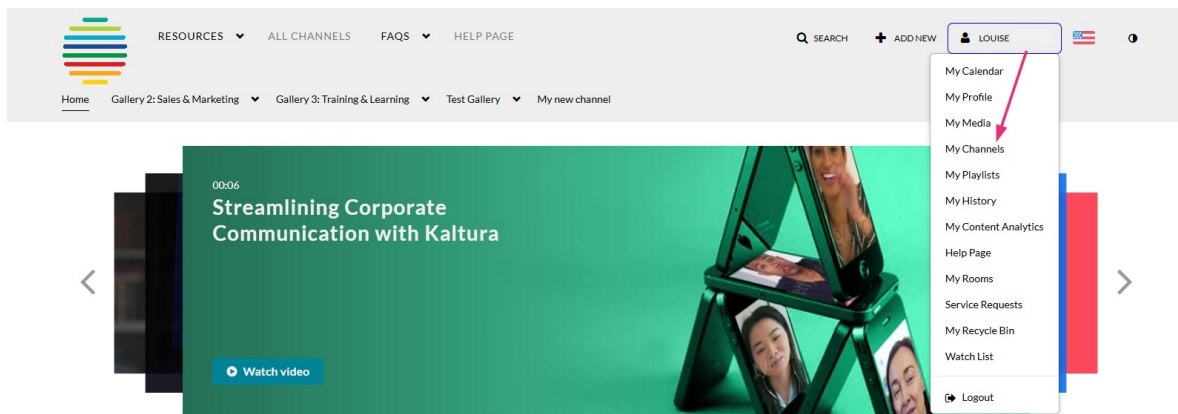 RESOURCES ALL CHANNELS FAQS HELP PAGE SEARCH ADD NEW LOUISE
Home Gallery 2: Sales & Marketing Gallery 3: Training & Learning Test Gallery My new channel
My Calendar
My Profile
My Media
My Channels
My Playlists
My History
My Content Analytics
Help Page
My Rooms
Service Requests
My Recycle Bin
Watch List
Logout
00:06
Streamlining Corporate
Communication with Kaltura
Watch video